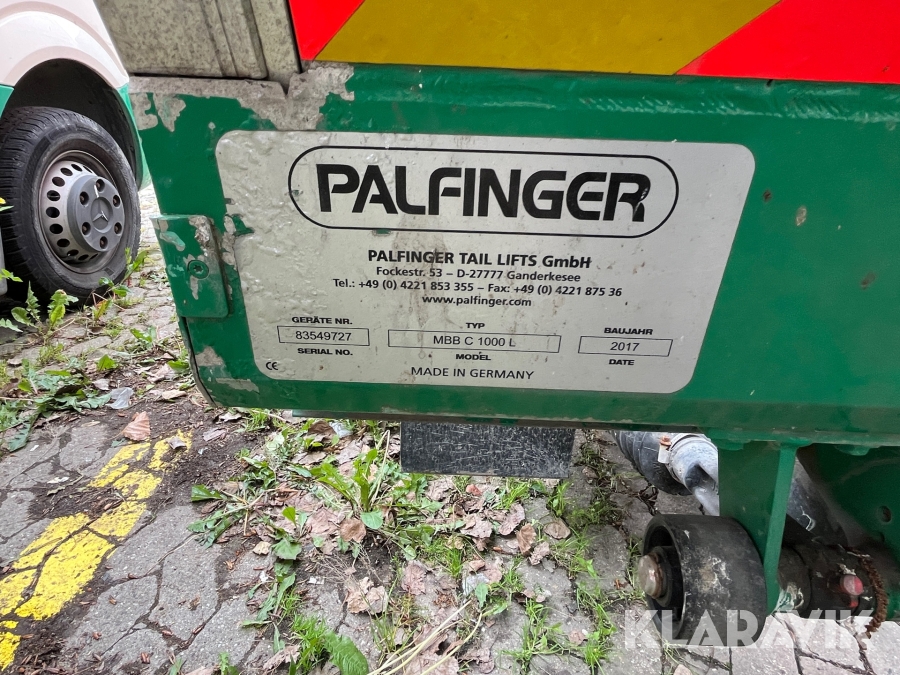 PALFINGER
PALFINGER TAIL LIFTS GmbH
Fockestr. 53 – D-27777 Ganderkesee
Tel.: +49 (0) 4221 853 355 – Fax: +49 (0) 4221 875 36
www.palfinger.com
GERÄTE NR. TYP BAUJAHR
83549727 MBB C 1000 L 2017
SERIAL NO. MODEL DATE
CE MADE IN GERMANY
KLARAVIK